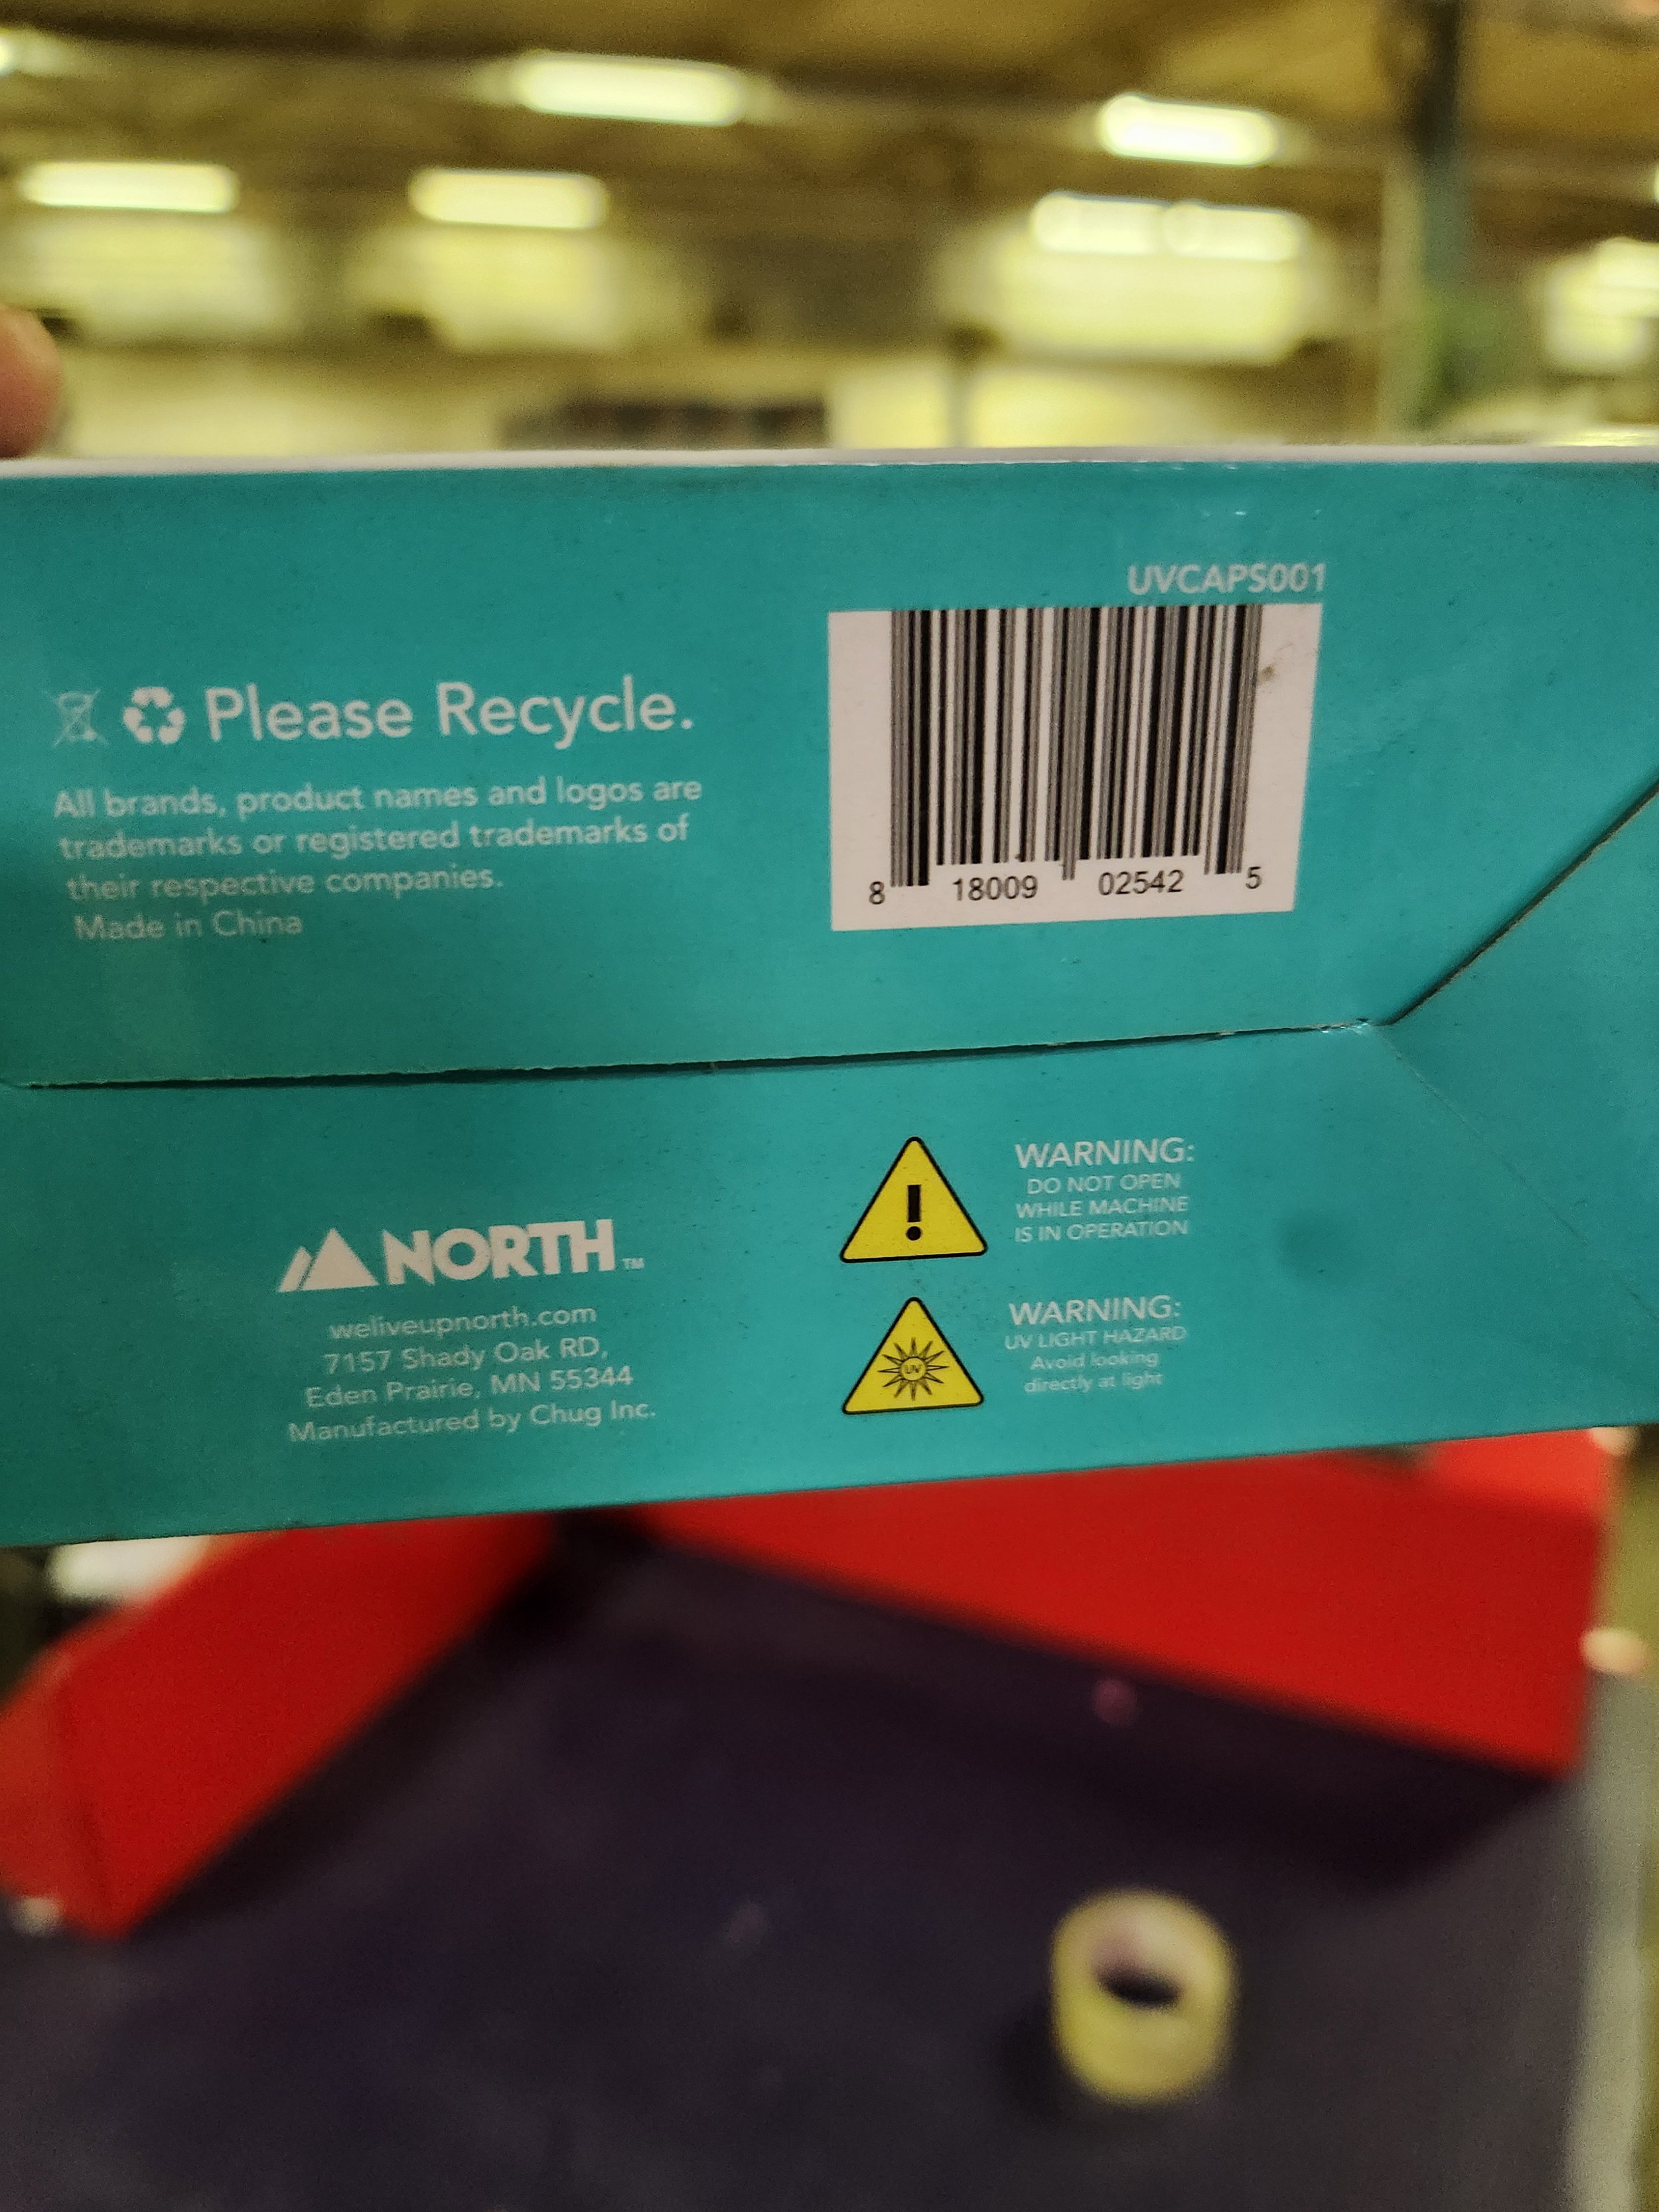 UVCAPS001
8 18009 02542 5
Please Recycle.
All brands, product names and logos are
trademarks or registered trademarks of
their respective companies.
Made in China
NORTH™
weliveupnorth.com
7157 Shady Oak RD,
Eden Prairie, MN 55344
Manufactured by Chug Inc.
!
WARNING:
DO NOT OPEN
WHILE MACHINE
IS IN OPERATION
UV
WARNING:
UV LIGHT HAZARD
Avoid looking
directly at light